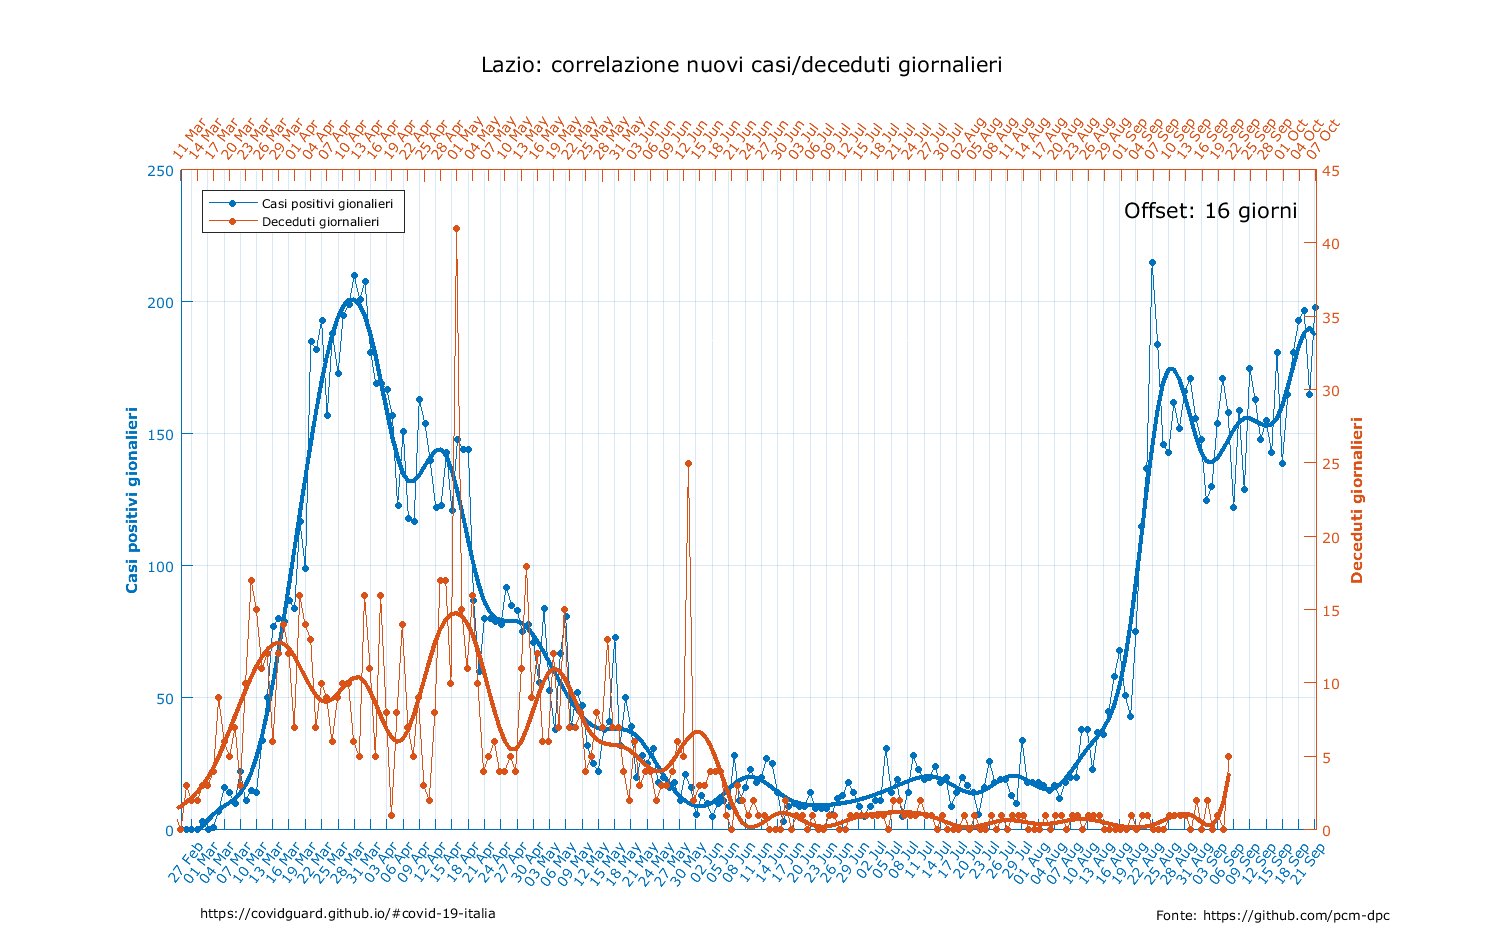 Lazio: correlazione nuovi casi/deceduti giornalieri
11 Mar
14 Mar
17 Mar
20 Mar
23 Mar
26 Mar
29 Mar
01 Apr
04 Apr
07 Apr
10 Apr
13 Apr
16 Apr
19 Apr
22 Apr
25 Apr
28 Apr
01 May
04 May
07 May
10 May
13 May
16 May
19 May
22 May
25 May
28 May
31 May
03 Jun
06 Jun
09 Jun
12 Jun
15 Jun
18 Jun
21 Jun
24 Jun
27 Jun
30 Jun
03 Jul
06 Jul
09 Jul
12 Jul
15 Jul
18 Jul
21 Jul
24 Jul
27 Jul
30 Jul
02 Aug
05 Aug
08 Aug
11 Aug
14 Aug
17 Aug
20 Aug
23 Aug
26 Aug
29 Aug
01 Sep
04 Sep
07 Sep
10 Sep
13 Sep
16 Sep
19 Sep
22 Sep
25 Sep
28 Sep
01 Oct
04 Oct
07 Oct
Casi positivi gionalieri
Deceduti giornalieri
Offset: 16 giorni
250
200
150
100
50
0
Casi positivi gionalieri
45
40
35
30
25
20
15
10
5
0
Deceduti giornalieri
27 Feb
01 Mar
04 Mar
07 Mar
10 Mar
13 Mar
16 Mar
19 Mar
22 Mar
25 Mar
28 Mar
31 Mar
03 Apr
06 Apr
09 Apr
12 Apr
15 Apr
18 Apr
21 Apr
24 Apr
27 Apr
30 Apr
03 May
06 May
09 May
12 May
15 May
18 May
21 May
24 May
27 May
30 May
02 Jun
05 Jun
08 Jun
11 Jun
14 Jun
17 Jun
20 Jun
23 Jun
26 Jun
29 Jun
02 Jul
05 Jul
08 Jul
11 Jul
14 Jul
17 Jul
20 Jul
23 Jul
26 Jul
29 Jul
01 Aug
04 Aug
07 Aug
10 Aug
13 Aug
16 Aug
19 Aug
22 Aug
25 Aug
28 Aug
31 Aug
03 Sep
06 Sep
09 Sep
12 Sep
15 Sep
18 Sep
21 Sep
https://covidguard.github.io/#covid-19-italia
Fonte: https://github.com/pcm-dpc